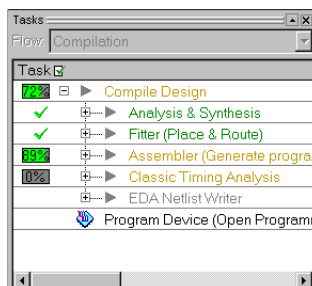 Tasks
Flow: Compilation
Task
72% Compile Design
Analysis & Synthesis
Fitter (Place & Route)
89% Assembler (Generate progra
0% Classic Timing Analysis
EDA Netlist Writer
Program Device (Open Programm